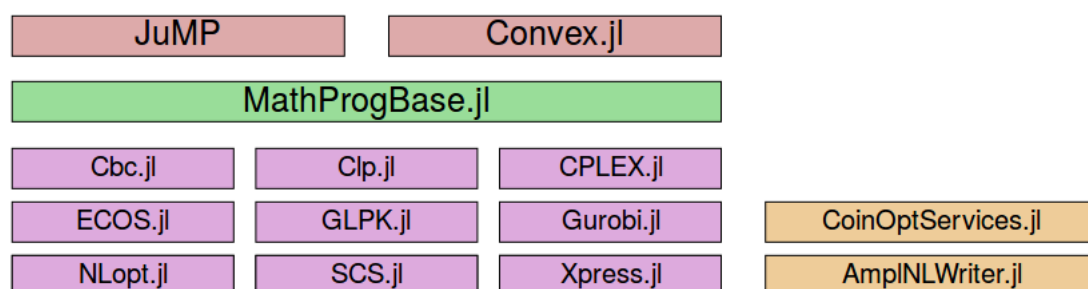 JuMP Convex.jl
MathProgBase.jl
Cbc.jl Clp.jl CPLEX.jl
ECOS.jl GLPK.jl Gurobi.jl CoinOptServices.jl
NLopt.jl SCS.jl Xpress.jl AmplNLWriter.jl